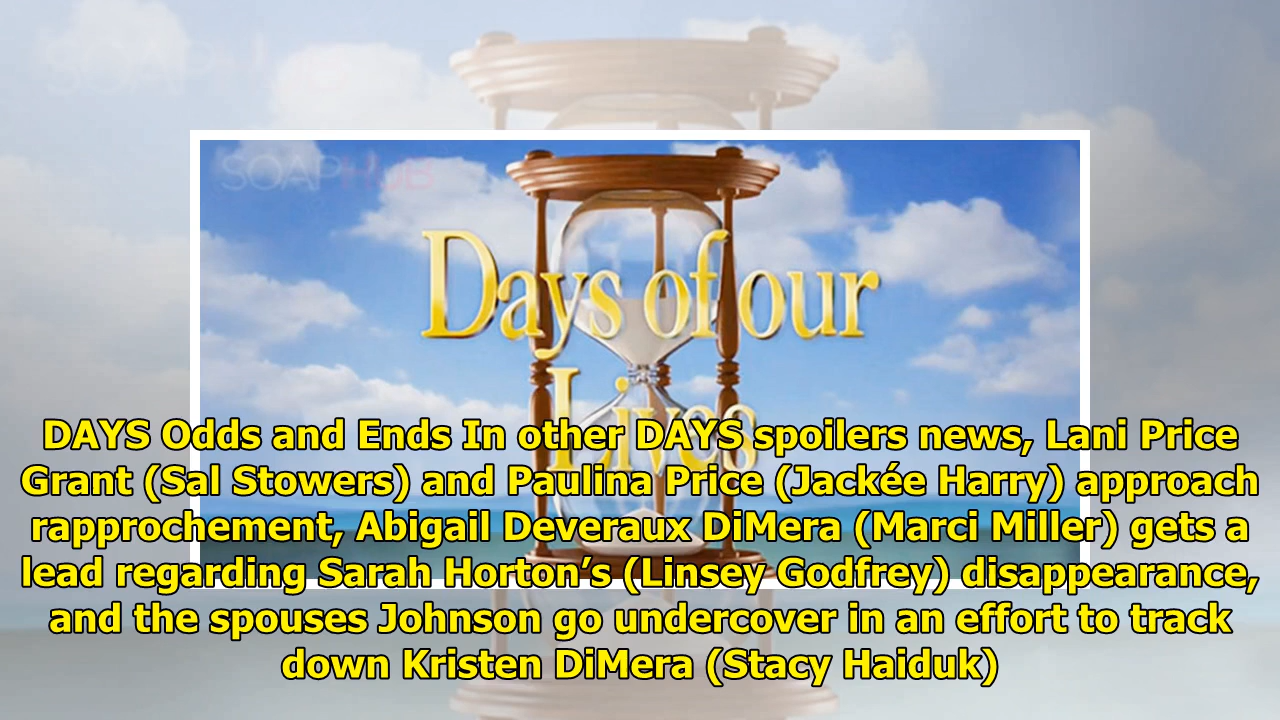 SOAPHUB
Days of our
Lives
DAYS Odds and Ends In other DAYS spoilers news, Lani Price
Grant (Sal Stowers) and Paulina Price (Jackée Harry) approach
rapprochement, Abigail Deveraux DiMera (Marci Miller) gets a
lead regarding Sarah Horton’s (Linsey Godfrey) disappearance,
and the spouses Johnson go undercover in an effort to track
down Kristen DiMera (Stacy Haiduk)